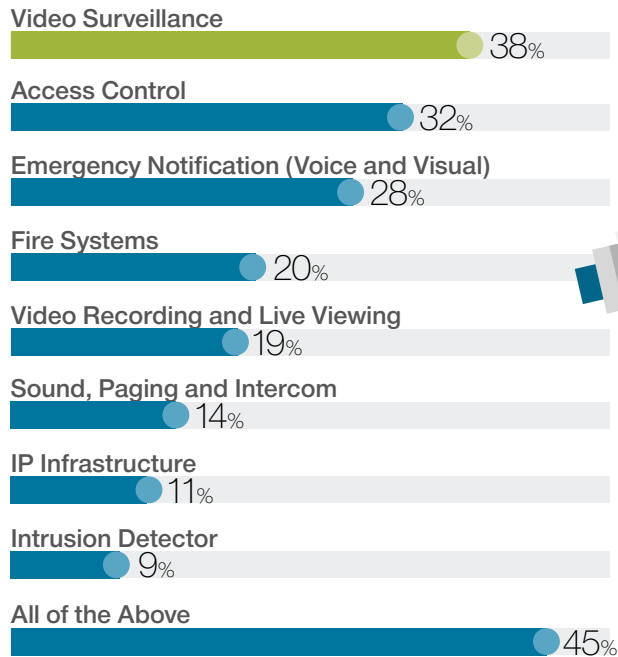 Video Surveillance
38%
Access Control
32%
Emergency Notification (Voice and Visual)
28%
Fire Systems
20%
Video Recording and Live Viewing
19%
Sound, Paging and Intercom
14%
IP Infrastructure
11%
Intrusion Detector
9%
All of the Above
45%